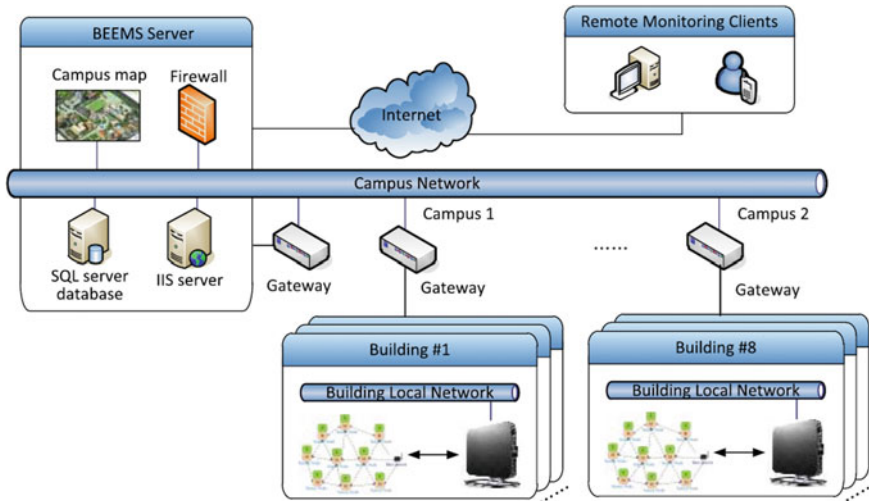 BEEMS Server
Campus map
Firewall
SQL server
database
IIS server
Internet
Remote Monitoring Clients
Campus Network
Gateway
Campus 1
Gateway
......
Campus 2
Gateway
Building #1
Building Local Network
......
Building #8
Building Local Network
......